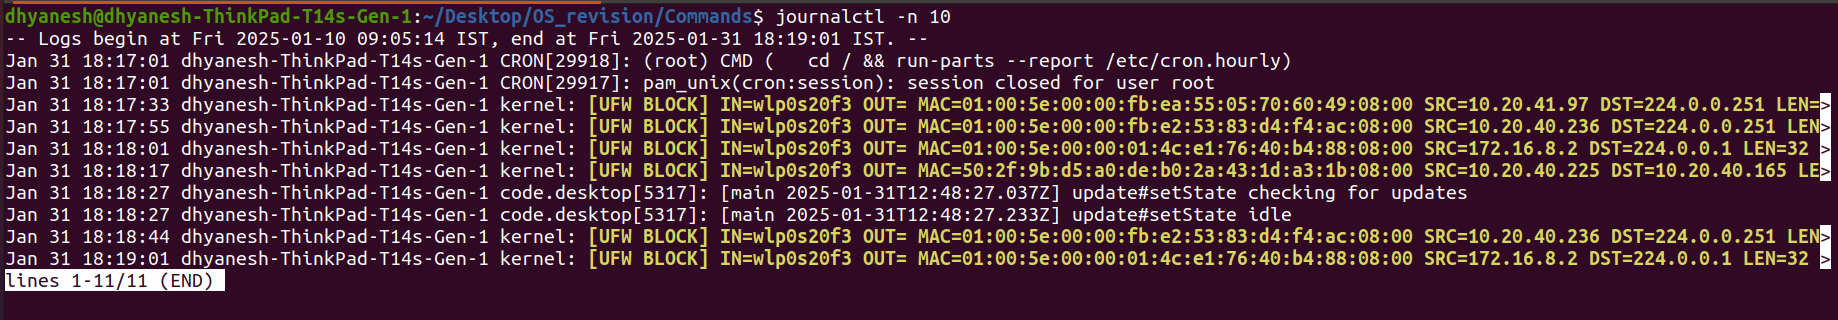 dhyanesh@dhyanesh-ThinkPad-T14s-Gen-1:~/Desktop/OS_revision/Commands$ journalctl -n 10
-- Logs begin at Fri 2025-01-10 09:05:14 IST, end at Fri 2025-01-31 18:19:01 IST. --
Jan 31 18:17:01 dhyanesh-ThinkPad-T14s-Gen-1 CRON[29918]: (root) CMD (   cd / && run-parts --report /etc/cron.hourly)
Jan 31 18:17:01 dhyanesh-ThinkPad-T14s-Gen-1 CRON[29917]: pam_unix(cron:session): session closed for user root
Jan 31 18:17:33 dhyanesh-ThinkPad-T14s-Gen-1 kernel: [UFW BLOCK] IN=wlp0s20f3 OUT= MAC=01:00:5e:00:00:fb:ea:55:05:70:60:49:08:00 SRC=10.20.41.97 DST=224.0.0.251 LEN=>
Jan 31 18:17:55 dhyanesh-ThinkPad-T14s-Gen-1 kernel: [UFW BLOCK] IN=wlp0s20f3 OUT= MAC=01:00:5e:00:00:fb:e2:53:83:d4:f4:ac:08:00 SRC=10.20.40.236 DST=224.0.0.251 LEN>
Jan 31 18:18:01 dhyanesh-ThinkPad-T14s-Gen-1 kernel: [UFW BLOCK] IN=wlp0s20f3 OUT= MAC=01:00:5e:00:00:01:4c:e1:76:40:b4:88:08:00 SRC=172.16.8.2 DST=224.0.0.1 LEN=32 >
Jan 31 18:18:17 dhyanesh-ThinkPad-T14s-Gen-1 kernel: [UFW BLOCK] IN=wlp0s20f3 OUT= MAC=50:2f:9b:d5:a0:de:b0:2a:43:1d:a3:1b:08:00 SRC=10.20.40.225 DST=10.20.40.165 LE>
Jan 31 18:18:27 dhyanesh-ThinkPad-T14s-Gen-1 code.desktop[5317]: [main 2025-01-31T12:48:27.037Z] update#setState checking for updates
Jan 31 18:18:27 dhyanesh-ThinkPad-T14s-Gen-1 code.desktop[5317]: [main 2025-01-31T12:48:27.233Z] update#setState idle
Jan 31 18:18:44 dhyanesh-ThinkPad-T14s-Gen-1 kernel: [UFW BLOCK] IN=wlp0s20f3 OUT= MAC=01:00:5e:00:00:fb:e2:53:83:d4:f4:ac:08:00 SRC=10.20.40.236 DST=224.0.0.251 LEN>
Jan 31 18:19:01 dhyanesh-ThinkPad-T14s-Gen-1 kernel: [UFW BLOCK] IN=wlp0s20f3 OUT= MAC=01:00:5e:00:00:01:4c:e1:76:40:b4:88:08:00 SRC=172.16.8.2 DST=224.0.0.1 LEN=32 >
lines 1-11/11 (END)